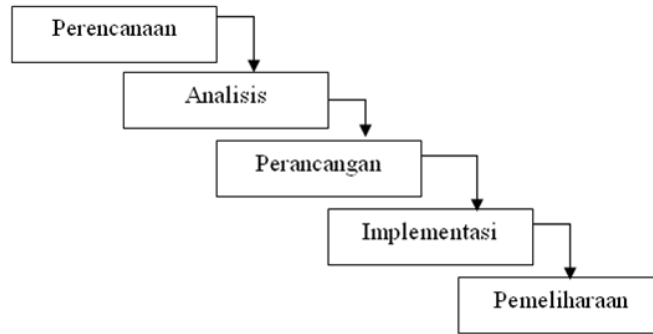 Perencanaan
Analisis
Perancangan
Implementasi
Pemeliharaan